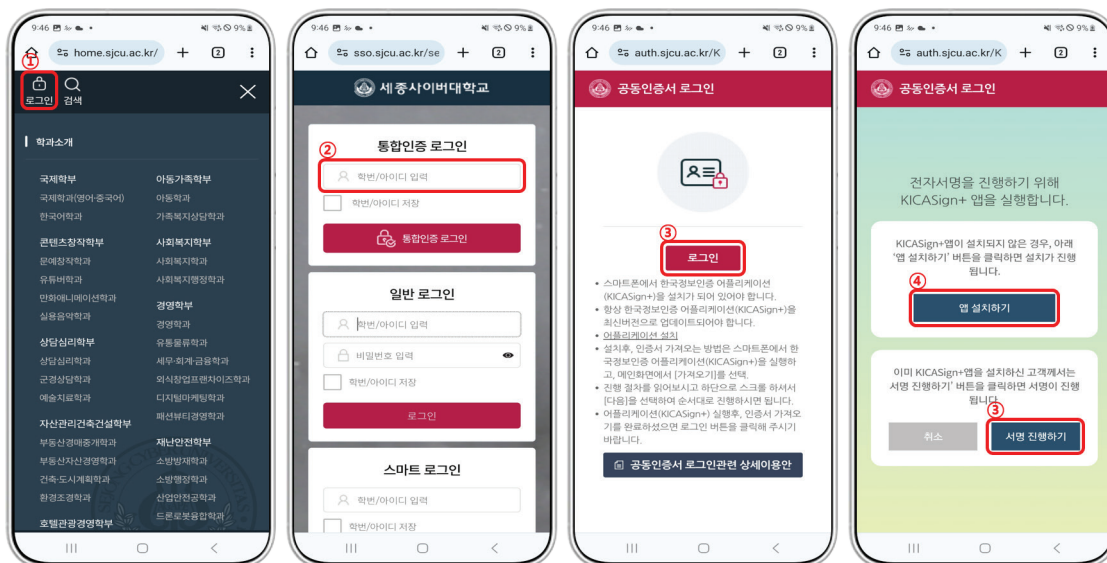 9:46
9%
home.sjcu.ac.kr/
2
①
로그인
검색
학과소개
국제학부
국제학과(영어·중국어)
한국어학과
콘텐츠창작학부
문예창작학과
유튜버학과
만화애니메이션학과
실용음악학과
상담심리학부
상담심리학과
군경상담학과
예술치료학과
자산관리건축건설학부
부동산경매중개학과
부동산자산경영학과
건축·도시계획학과
환경조경학과
호텔관광경영학부
아동가족학부
아동학과
가족복지상담학과
사회복지학부
사회복지학과
사회복지행정학과
경영학부
경영학과
유통물류학과
세무·회계·금융학과
외식창업프랜차이즈학과
디지털마케팅학과
패션뷰티경영학과
재난안전학부
소방방재학과
소방행정학과
산업안전공학과
드론로봇융합학과
9:46
9%
sso.sjcu.ac.kr/se
2
세종사이버대학교
②
통합인증 로그인
학번/아이디 입력
학번/아이디 저장
통합인증 로그인
일반 로그인
학번/아이디 입력
비밀번호 입력
학번/아이디 저장
로그인
스마트 로그인
학번/아이디 입력
학번/아이디 저장
9:46
9%
auth.sjcu.ac.kr/K
2
공동인증서 로그인
③
로그인
• 스마트폰에서 한국정보인증 어플리케이션
(KICASign+)을 설치가 되어 있어야 합니다.
• 항상 한국정보인증 어플리케이션(KICASign+)을
최신버전으로 업데이트되어야 합니다.
• 어플리케이션 설치
• 설치후, 인증서 가져오는 방법은 스마트폰에서 한
국정보인증 어플리케이션(KICASign+)을 실행하
고, 메인화면에서 [가져오기]를 선택.
• 진행 절차를 읽어보시고 하단으로 스크롤 하셔서
[다음]을 선택하여 순서대로 진행하시면 됩니다.
• 어플리케이션(KICASign+) 실행후, 인증서 가져오
기를 완료하셨으면 로그인 버튼을 클릭해 주시기
바랍니다.
공동인증서 로그인관련 상세이용안
9:46
9%
auth.sjcu.ac.kr/K
2
공동인증서 로그인
전자서명을 진행하기 위해
KICASign+ 앱을 실행합니다.
KICASign+앱이 설치되지 않은 경우, 아래
'앱 설치하기' 버튼을 클릭하면 설치가 진행
됩니다.
④
앱 설치하기
이미 KICASign+앱을 설치하신 고객께서는
서명 진행하기' 버튼을 클릭하면 서명이 진행
됩니다.
③
취소
서명 진행하기